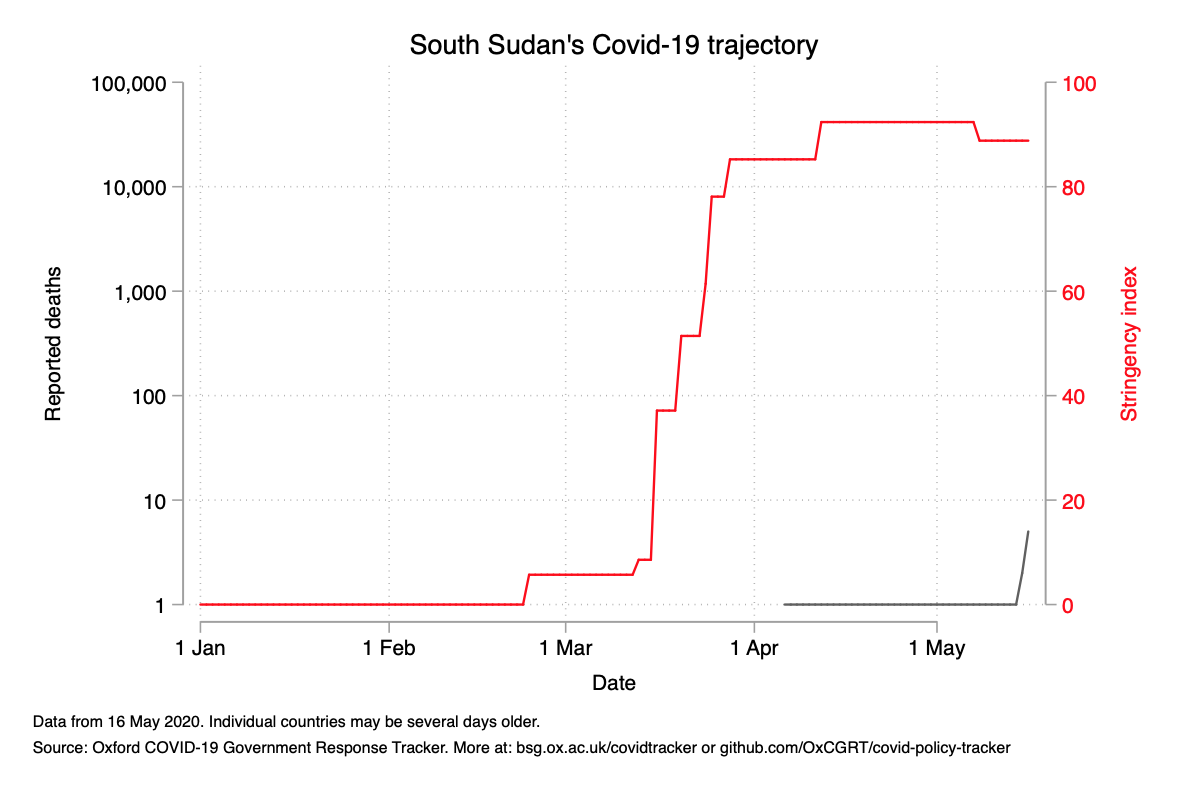 South Sudan's Covid-19 trajectory
100,000
10,000
1,000
100
10
1
Reported deaths
100
80
60
40
20
0
Stringency index
1 Jan 1 Feb 1 Mar 1 Apr 1 May
Date
Data from 16 May 2020. Individual countries may be several days older.
Source: Oxford COVID-19 Government Response Tracker. More at: bsg.ox.ac.uk/covidtracker or github.com/OxCGRT/covid-policy-tracker